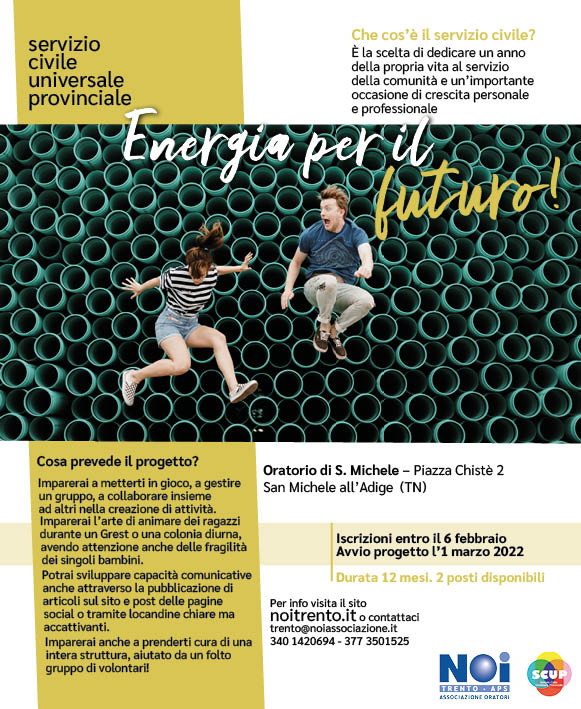 servizio
civile
universale
provinciale
Che cos'è il servizio civile?
È la scelta di dedicare un anno
della propria vita al servizio
della comunità e un'importante
occasione di crescita personale
e professionale
Energia per il
futuro!
Cosa prevede il progetto?
Imparerai a metterti in gioco, a gestire
un gruppo, a collaborare insieme
ad altri nella creazione di attività.
Imparerai l'arte di animare dei ragazzi
durante un Grest o una colonia diurna,
avendo attenzione anche delle fragilità
dei singoli bambini.
Potrai sviluppare capacità comunicative
anche attraverso la pubblicazione di
articoli sul sito e post delle pagine
social o tramite locandine chiare ma
accattivanti.
Imparerai anche a prenderti cura di una
intera struttura, aiutato da un folto
gruppo di volontari!
Oratorio di S. Michele – Piazza Chistè 2
San Michele all'Adige (TN)
Iscrizioni entro il 6 febbraio
Avvio progetto l'1 marzo 2022
Durata 12 mesi. 2 posti disponibili
Per info visita il sito
noitrento.it o contattaci
trento@noiassociazione.it
340 1420694 - 377 3501525
NOi
TRENTO - APS
ASSOCIAZIONE ORATORI
SCUP